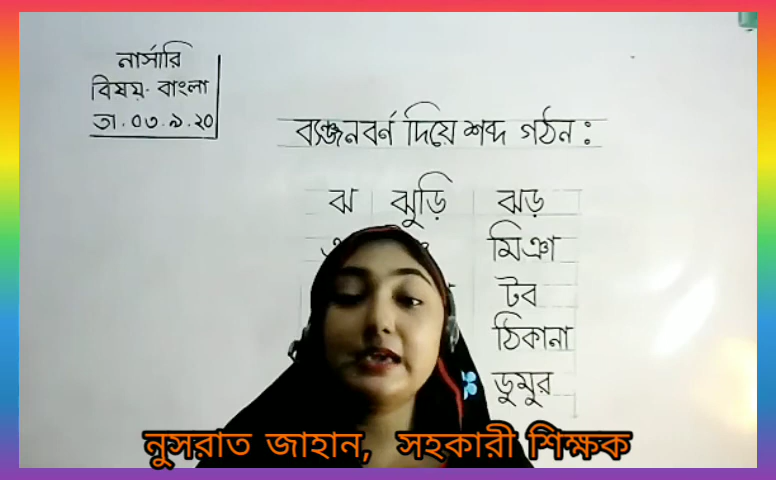 নার্সারি
বিষয়- বাংলা
তা . ০৩ . ৯ . ২০
ব্যঞ্জনবর্ণ দিয়ে শব্দ গঠন :
ঝ ঝুড়ি ঝড়
মিঞা
টব
ঠিকানা
ডুমুর
নুসরাত জাহান, সহকারী শিক্ষক